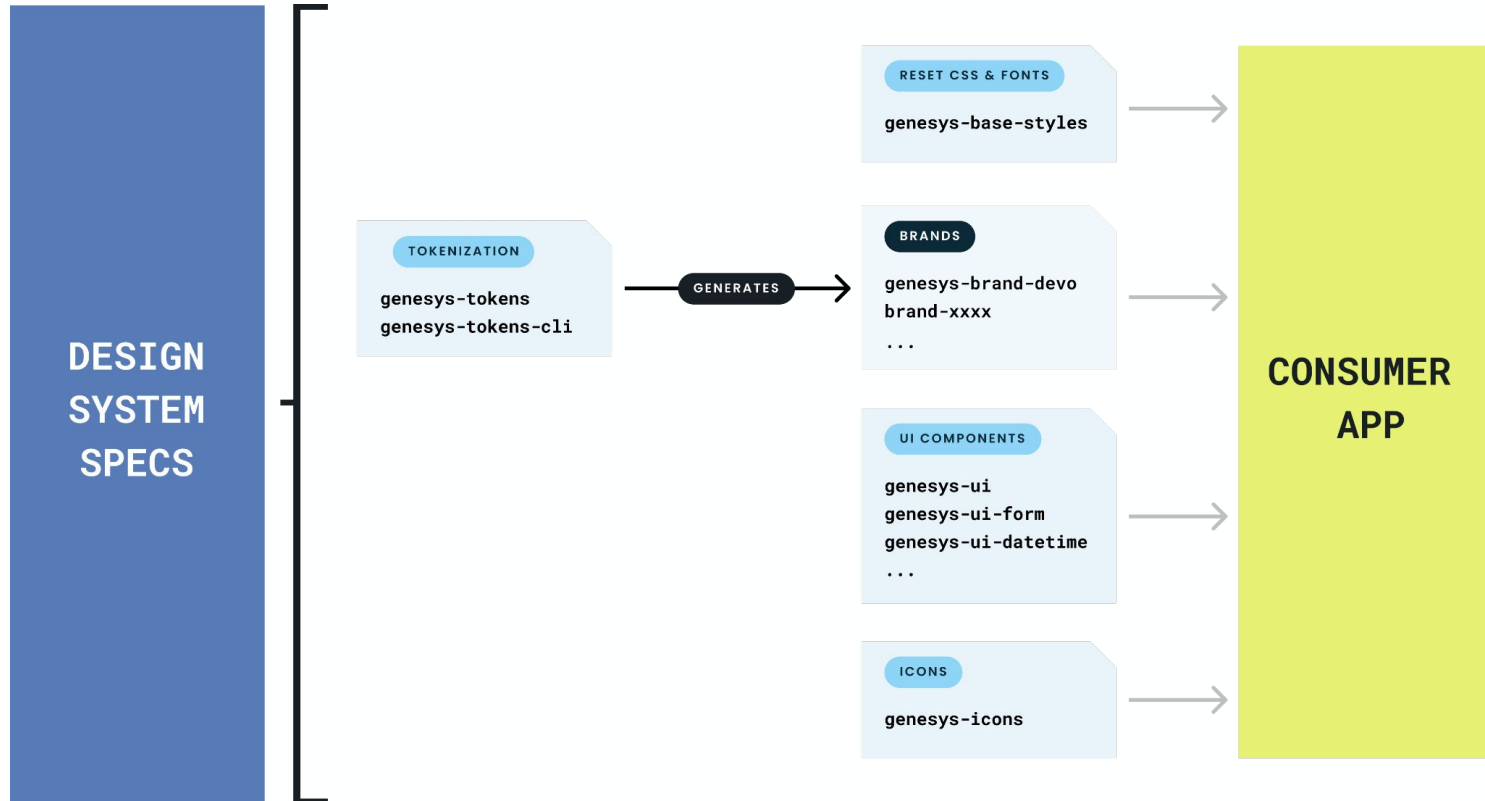 DESIGN
SYSTEM
SPECS
TOKENIZATION
genesys-tokens
genesys-tokens-cli
GENERATES
RESET CSS & FONTS
genesys-base-styles
BRANDS
genesys-brand-devo
brand-xxxx
...
UI COMPONENTS
genesys-ui
genesys-ui-form
genesys-ui-datetime
...
ICONS
genesys-icons
CONSUMER
APP